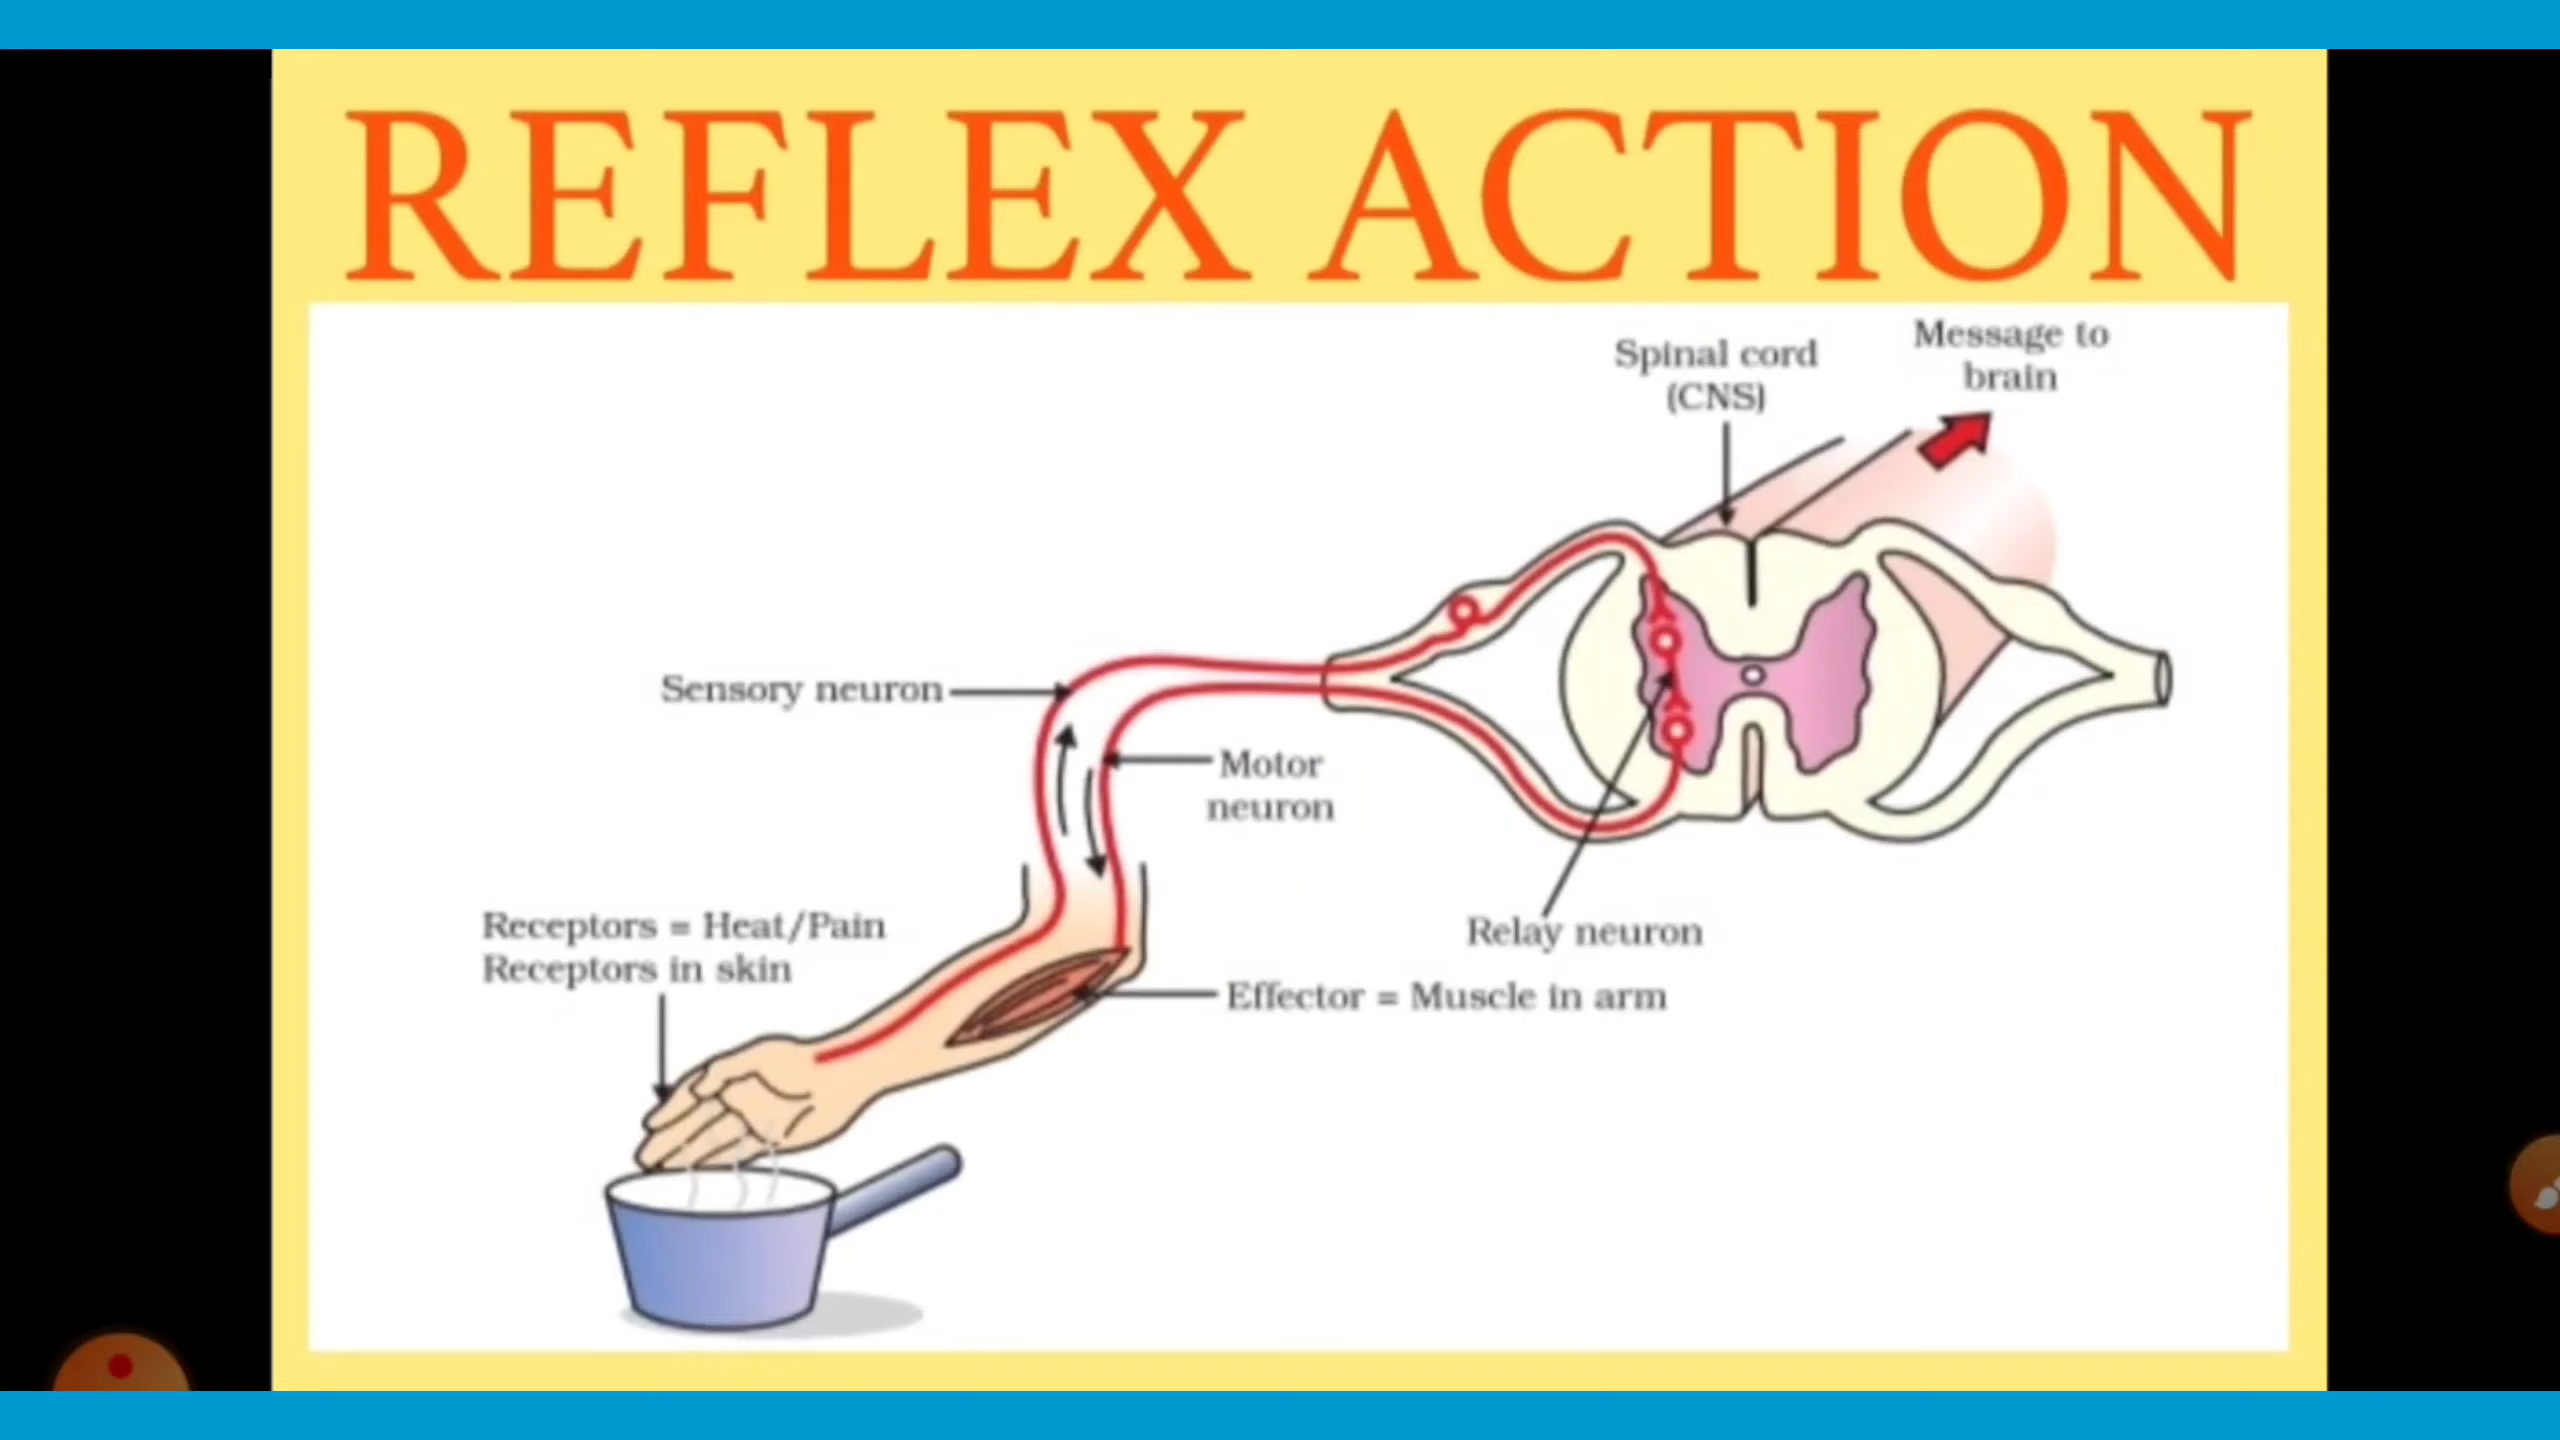 REFLEX ACTION
Spinal cord
(CNS)
Message to
brain
Sensory neuron
Motor
neuron
Receptors = Heat/Pain
Receptors in skin
Relay neuron
Effector = Muscle in arm